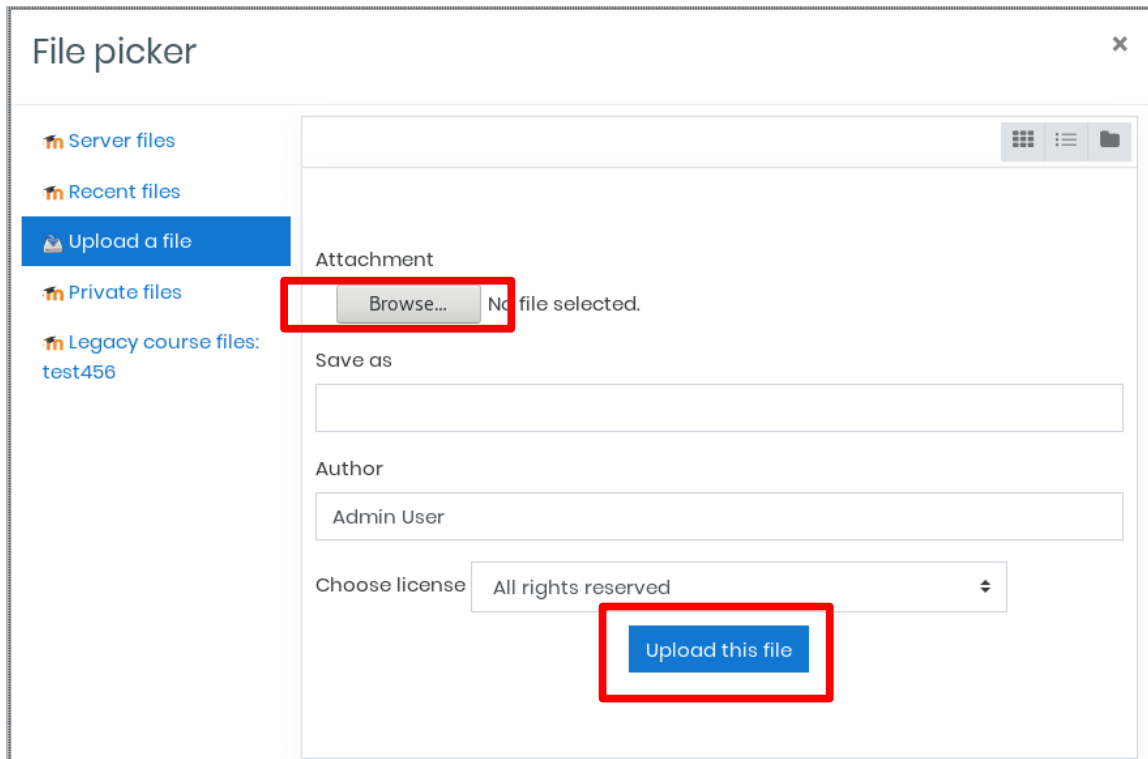 File picker
×
Server files
Recent files
Upload a file
Private files
Legacy course files:
test456
Attachment
Browse... No file selected.
Save as
Author
Admin User
Choose license All rights reserved
Upload this file